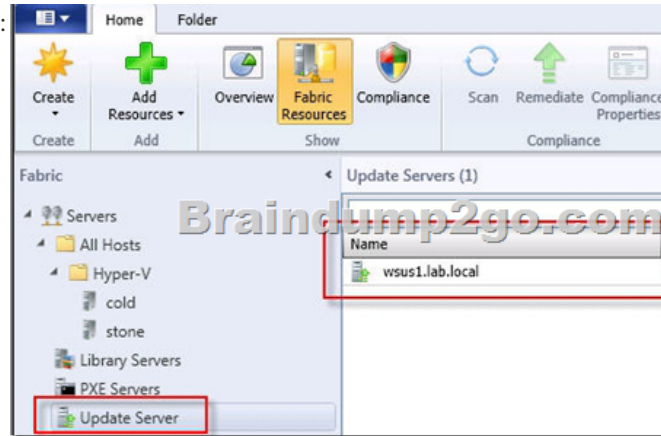 :
Home Folder
Create Add Resources Overview Fabric Resources Compliance Scan Remediate Compliance Properties
Create Add Show Compliance
Fabric
Update Servers (1)
Servers
Braindump2go.com
All Hosts
Name
Hyper-V
wsus1.lab.local
cold
stone
Library Servers
PXE Servers
Update Server